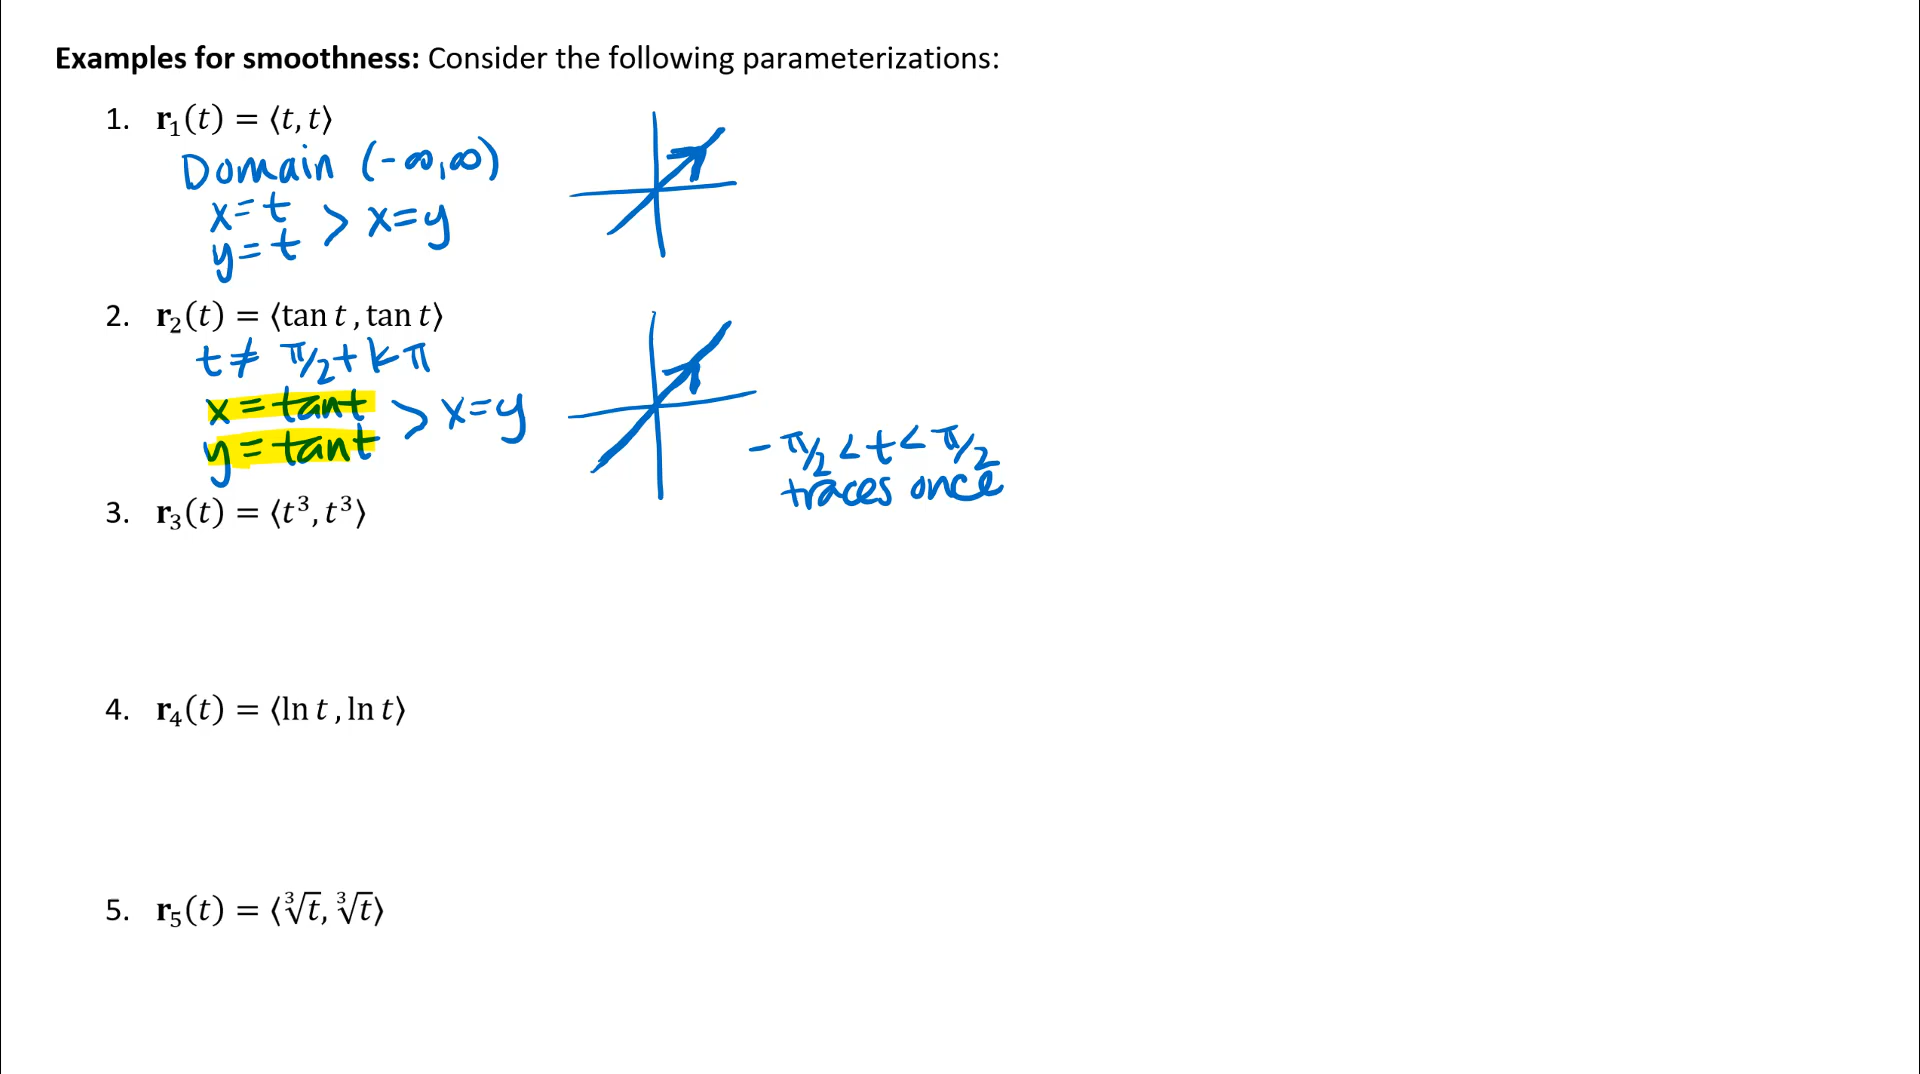 Examples for smoothness: Consider the following parameterizations:
1. r₁(t) = ⟨t, t⟩
Domain (-∞,∞)
x=t
y=t > x=y
2. r₂(t) = ⟨tan t , tan t⟩
t≠ π/2+kπ
x=tant
y=tant > x=y
-π/2<t<π/2
traces once
3. r₃(t) = ⟨t³, t³⟩
4. r₄(t) = ⟨ln t , ln t⟩
5. r₅(t) = ⟨∛t, ∛t⟩